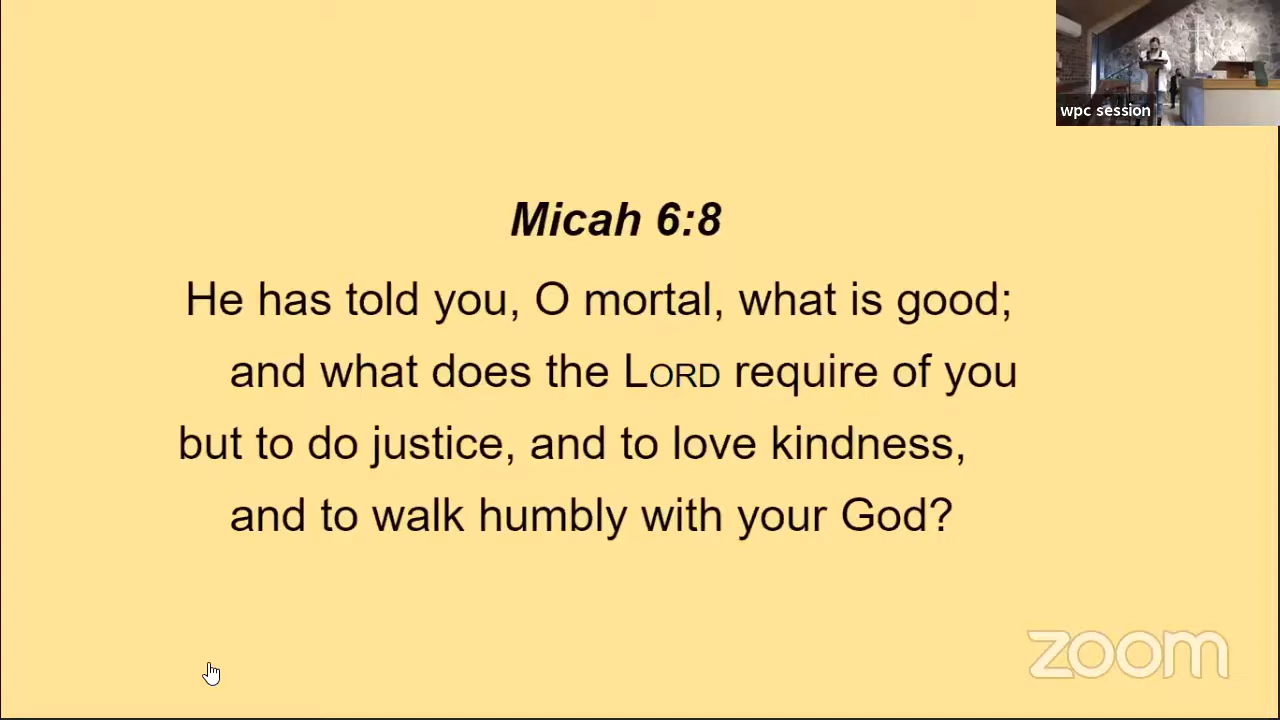 wpc session
Micah 6:8
He has told you, O mortal, what is good;
and what does the LORD require of you
but to do justice, and to love kindness,
and to walk humbly with your God?
zoom